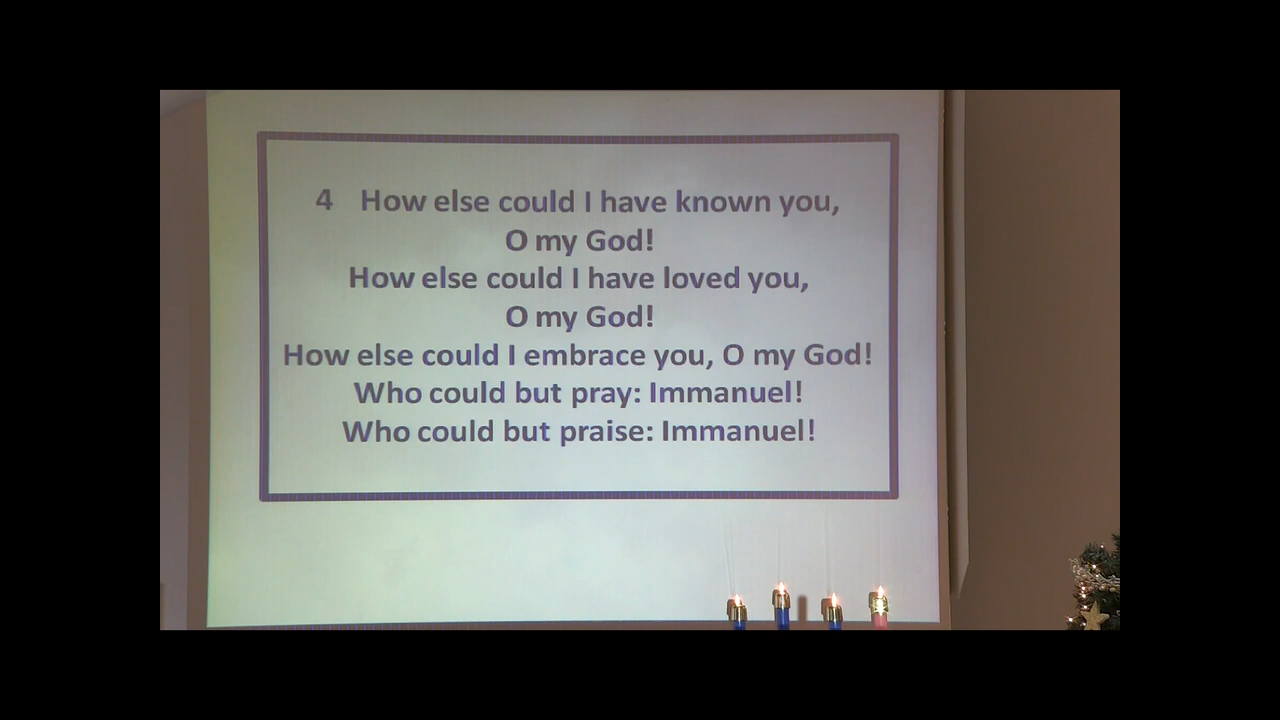 4 How else could I have known you,
O my God!
How else could I have loved you,
O my God!
How else could I embrace you, O my God!
Who could but pray: Immanuel!
Who could but praise: Immanuel!